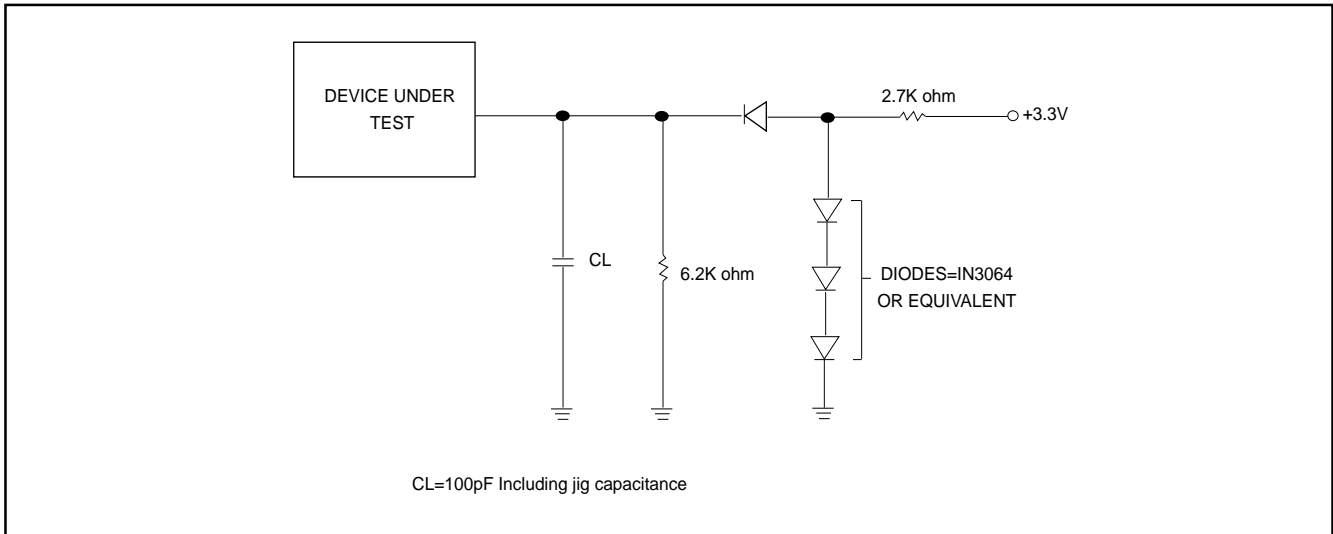 DEVICE UNDER
TEST
2.7K ohm
+3.3V
CL
6.2K ohm
DIODES=IN3064
OR EQUIVALENT
CL=100pF Including jig capacitance